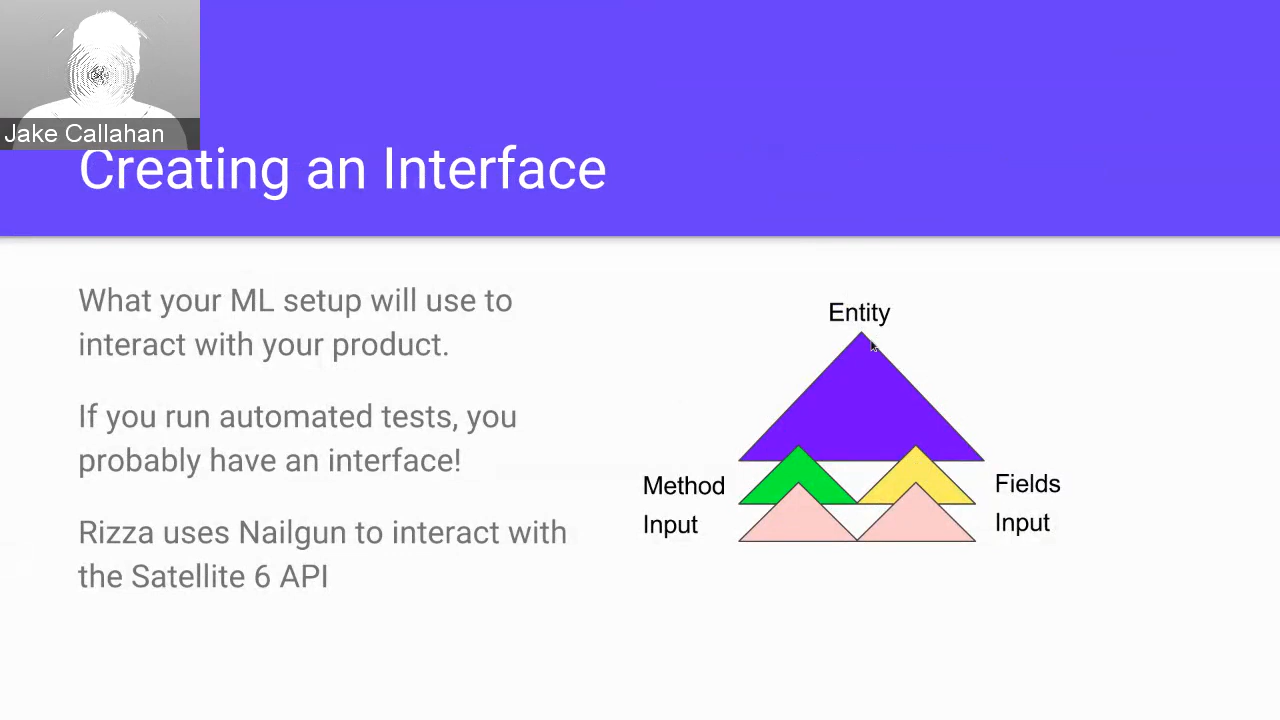 Jake Callahan
Creating an Interface
What your ML setup will use to
interact with your product.
If you run automated tests, you
probably have an interface!
Rizza uses Nailgun to interact with
the Satellite 6 API
Entity
Method
Input
Fields
Input